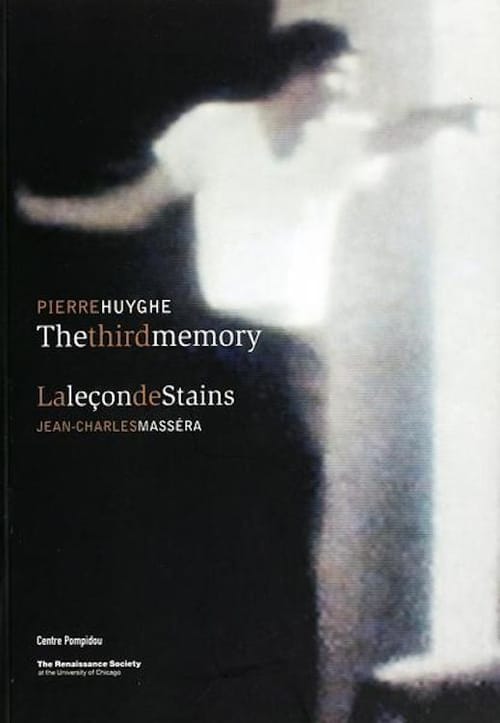 PIERREHUYGHE
Thethirdmemory
LaleçondeStains
JEAN-CHARLESMASSÉRA
Centre Pompidou
The Renaissance Society
at the University of Chicago